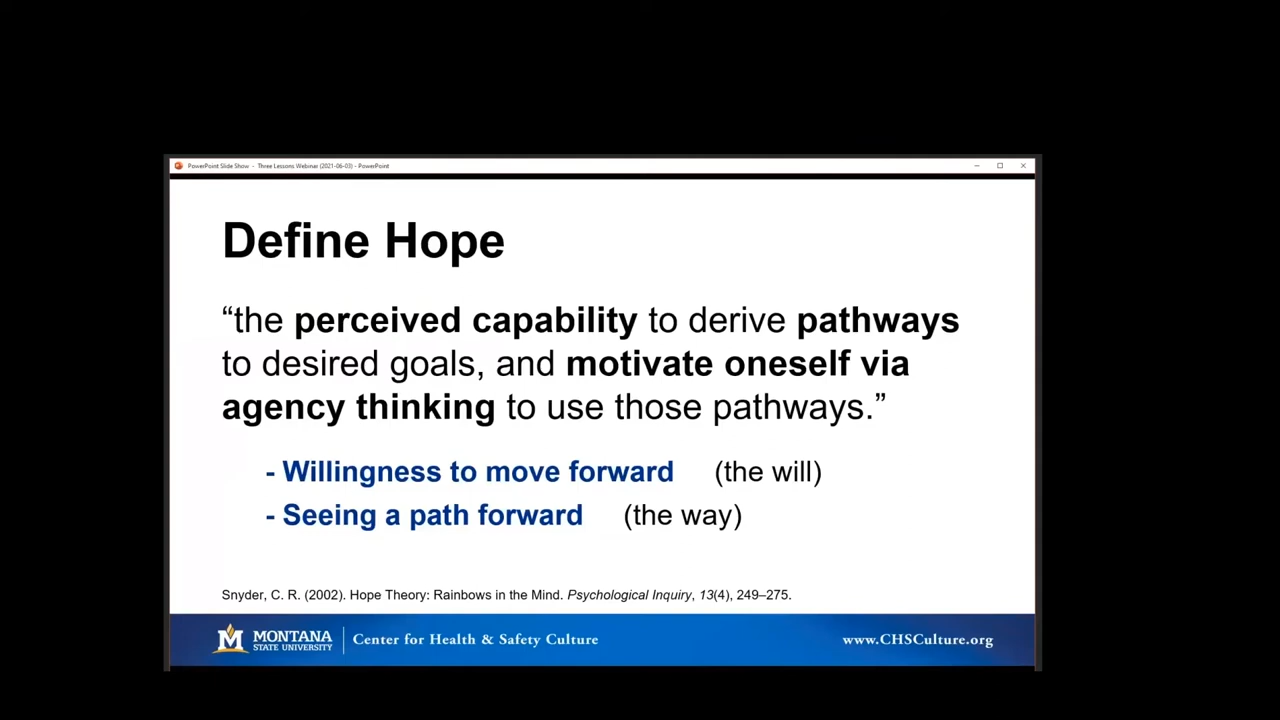 PowerPoint Slide Show - Three Lessons Webinar (2021-06-03) - PowerPoint
Define Hope
“the perceived capability to derive pathways
to desired goals, and motivate oneself via
agency thinking to use those pathways.”
- Willingness to move forward (the will)
- Seeing a path forward (the way)
Snyder, C. R. (2002). Hope Theory: Rainbows in the Mind. Psychological Inquiry, 13(4), 249–275.
M MONTANA
STATE UNIVERSITY
Center for Health & Safety Culture
www.CHSCulture.org